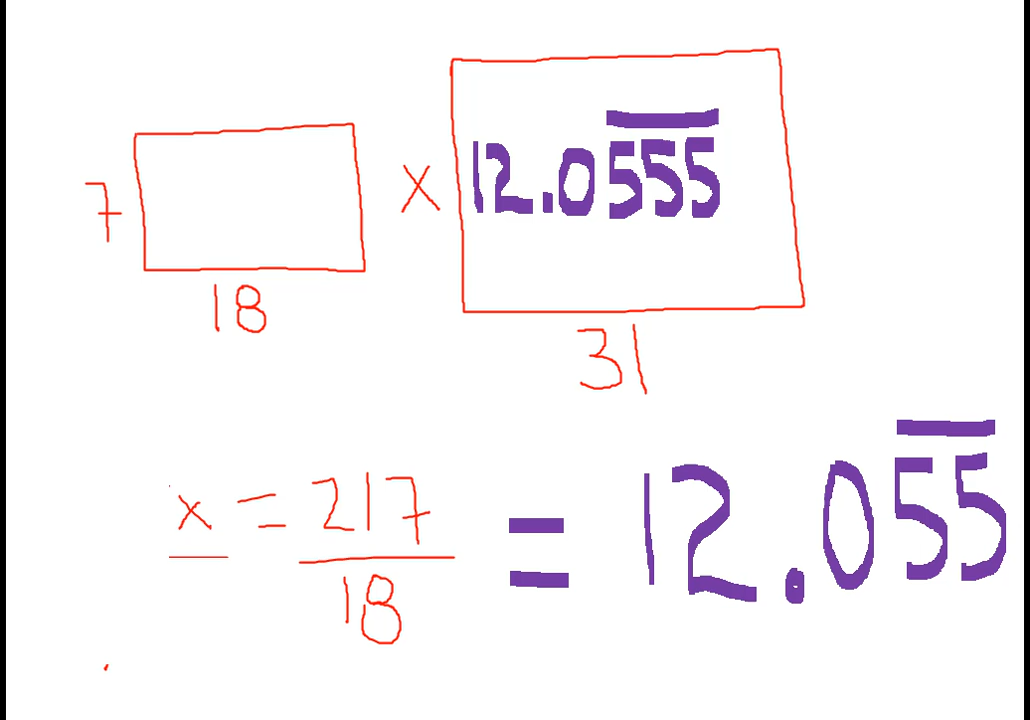 7 x 12.0555
18 31
x = 217/18 = 12.055